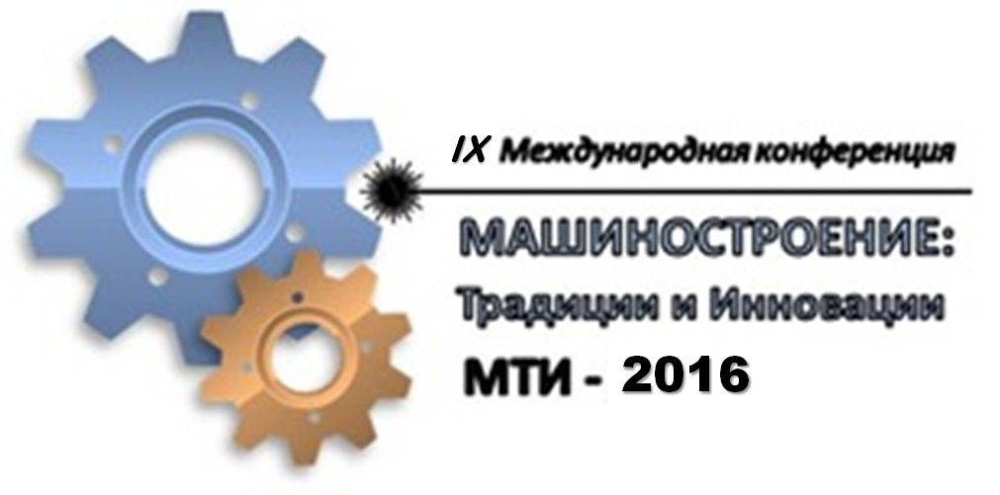 IX Международная конференция
МАШИНОСТРОЕНИЕ:
Традиции и Инновации
МТИ - 2016